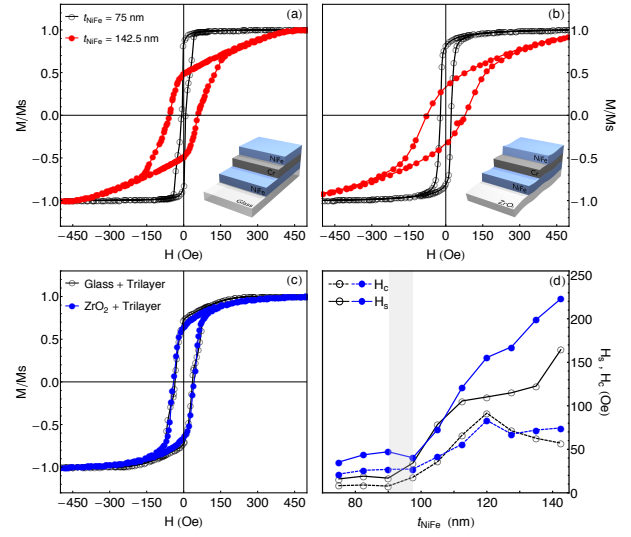 (a)
t_NiFe = 75 nm
t_NiFe = 142.5 nm
1.0
0.5
0.0
−0.5
−1.0
M/Ms
NiFe
Cr
NiFe
Glass
−450 −300 −150 0 150 300 450
H (Oe)
(b)
1.0
0.5
0.0
−0.5
−1.0
M/Ms
NiFe
Cr
NiFe
ZrO
−450 −300 −150 0 150 300 450
H (Oe)
(c)
Glass + Trilayer
ZrO₂ + Trilayer
1.0
0.5
0.0
−0.5
−1.0
M/Ms
−450 −300 −150 0 150 300 450
H (Oe)
(d)
H_c
H_s
250
200
150
100
50
0
H_s , H_c (Oe)
80 100 120 140
t_NiFe (nm)